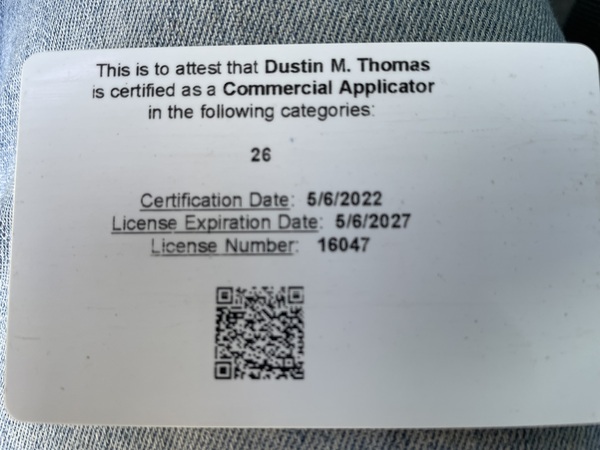 This is to attest that Dustin M. Thomas
is certified as a Commercial Applicator
in the following categories:
26
Certification Date: 5/6/2022
License Expiration Date: 5/6/2027
License Number: 16047